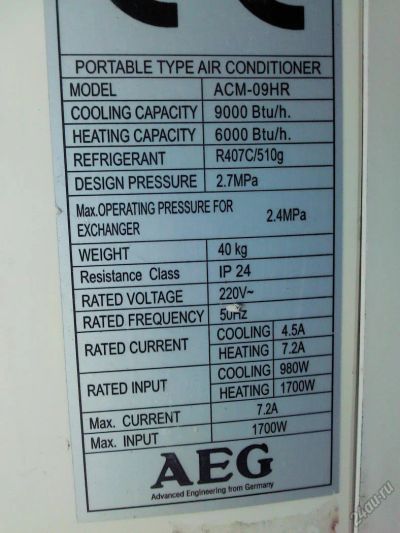 CE
PORTABLE TYPE AIR CONDITIONER
MODEL ACM-09HR
COOLING CAPACITY 9000 Btu/h.
HEATING CAPACITY 6000 Btu/h.
REFRIGERANT R407C/510g
DESIGN PRESSURE 2.7MPa
Max.OPERATING PRESSURE FOR EXCHANGER 2.4MPa
WEIGHT 40 kg
Resistance Class IP 24
RATED VOLTAGE 220V~
RATED FREQUENCY 50Hz
RATED CURRENT COOLING 4.5A
HEATING 7.2A
RATED INPUT COOLING 980W
HEATING 1700W
Max. CURRENT 7.2A
Max. INPUT 1700W
AEG
Advanced Engineering from Germany
24au.ru